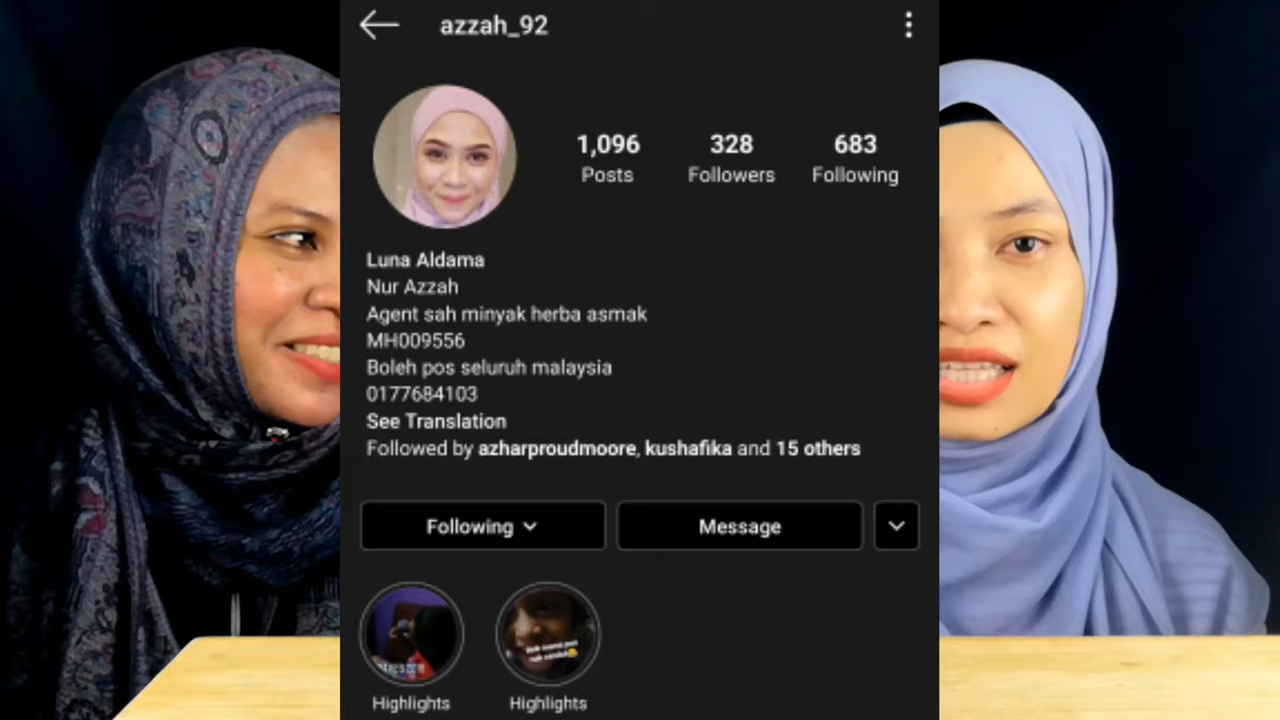 azzah_92
1,096 328 683
Posts Followers Following
Luna Aldama
Nur Azzah
Agent sah minyak herba asmak
MH009556
Boleh pos seluruh malaysia
0177684103
See Translation
Followed by azharproudmoore, kushafika and 15 others
Following Message
Highlights Highlights